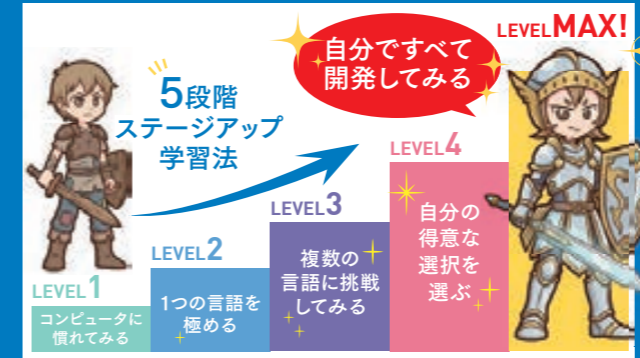 5段階
ステージアップ
学習法
LEVEL1
コンピュータに
慣れてみる
LEVEL2
1つの言語を
極める
LEVEL3
複数の
言語に挑戦
してみる
LEVEL4
自分の
得意な
選択を
選ぶ
LEVELMAX!
自分ですべて
開発してみる